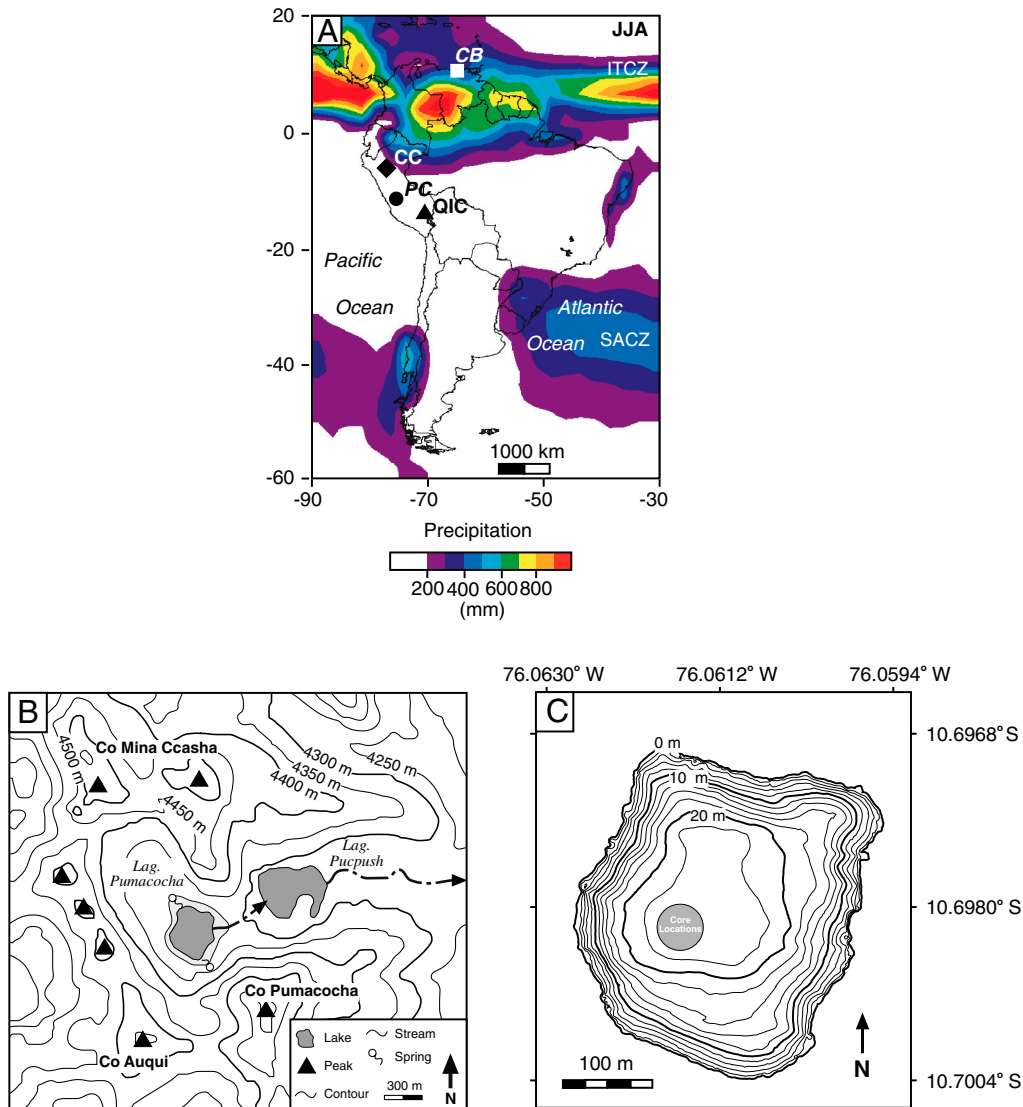 A
JJA
20
0
-20
-40
-60
-90
-70
-50
-30
CB
ITCZ
CC
PC
QIC
Pacific
Ocean
Atlantic
Ocean
SACZ
1000 km
Precipitation
200
400
600
800
(mm)
B
Co Mina Ccasha
4500 m
4450 m
4300 m
4350 m
4400 m
4250 m
Lag.
Pumacocha
Lag.
Pucpush
Co Pumacocha
Co Auqui
Lake
Peak
Contour
Stream
Spring
300 m
N
76.0630° W
76.0612° W
76.0594° W
C
0 m
10 m
20 m
Core
Locations
10.6968° S
10.6980° S
10.7004° S
100 m
N